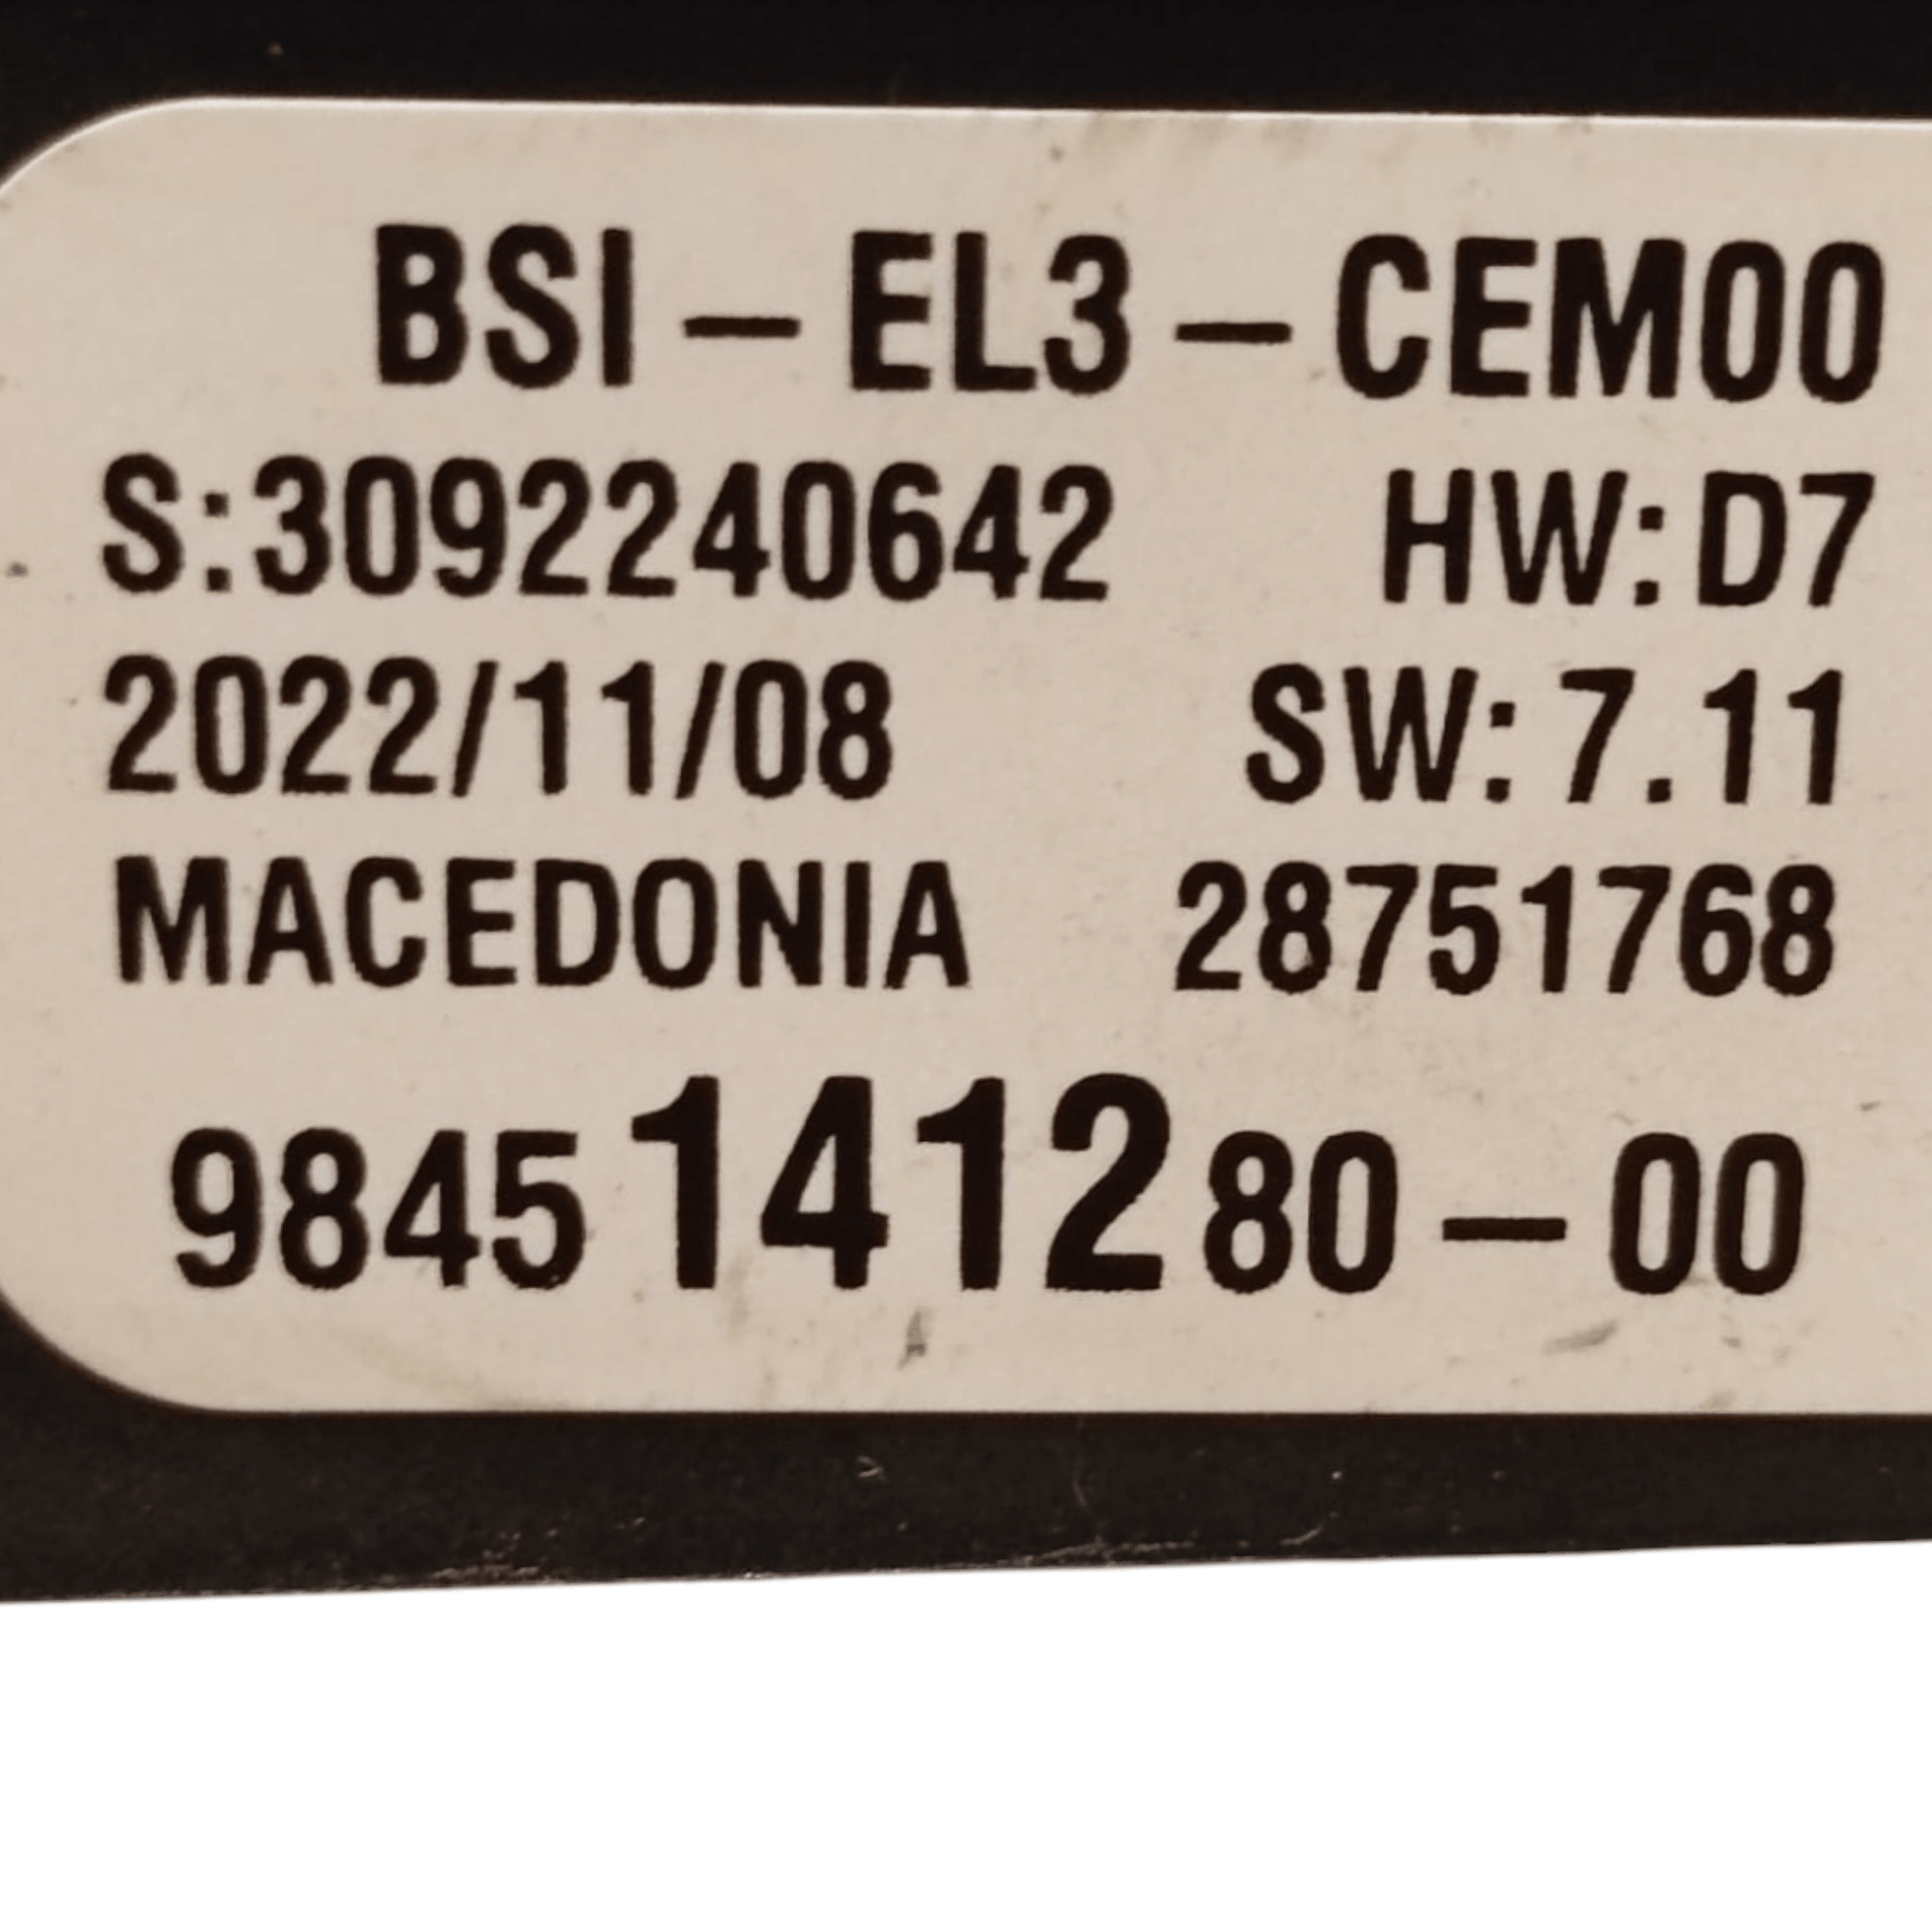 BSI-EL3-CEM00
S:3092240642 HW:D7
2022/11/08 SW:7.11
MACEDONIA 28751768
9845141280-00